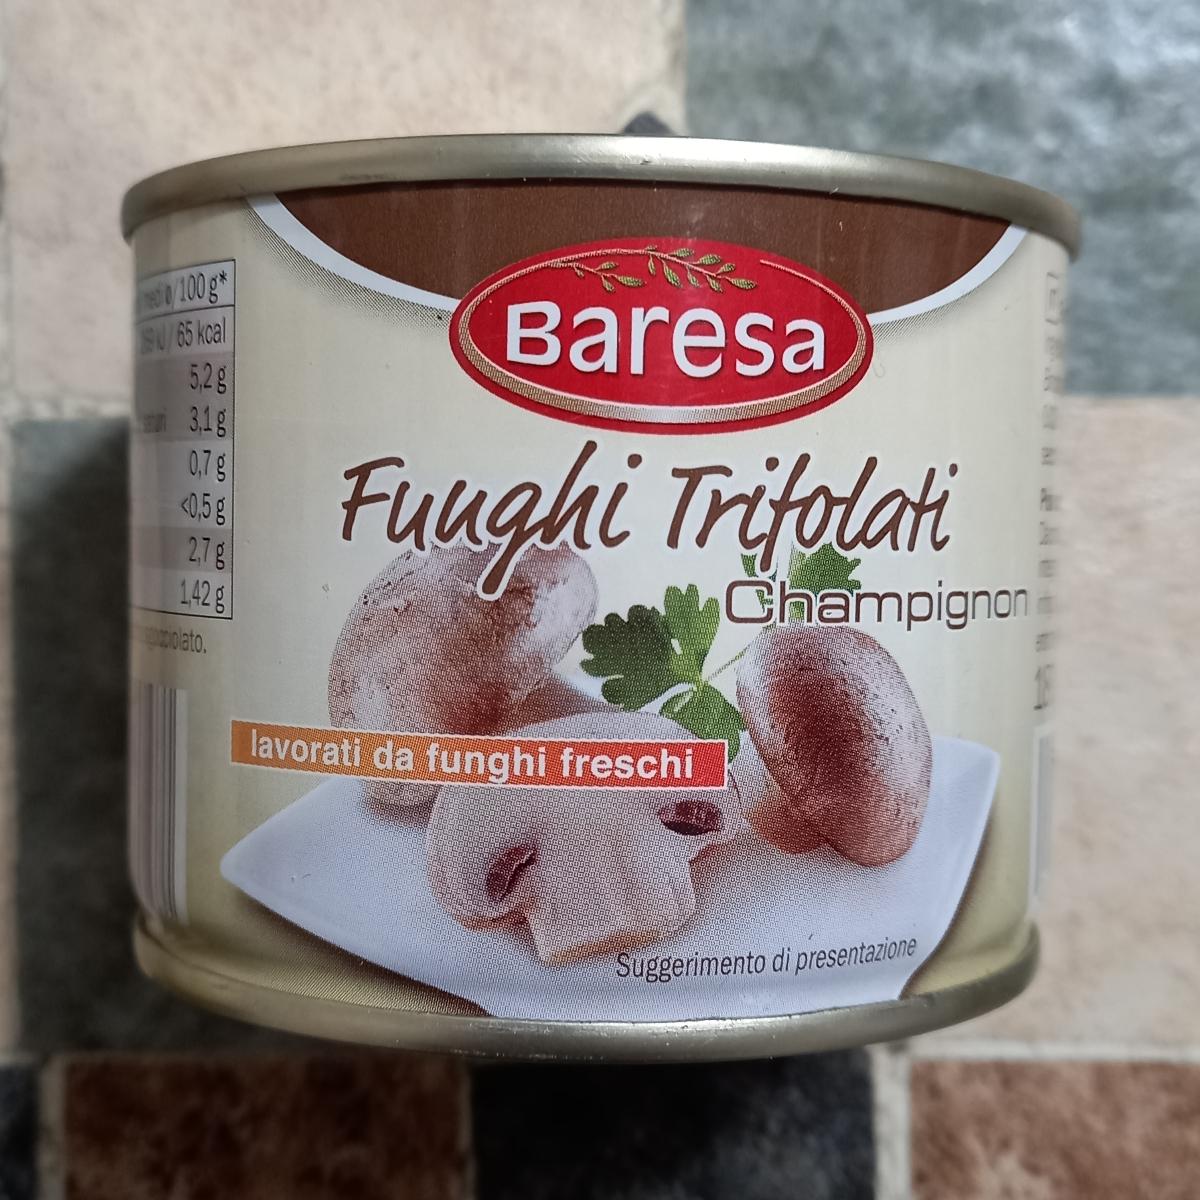 Baresa
Funghi Trifolati
Champignon
lavorati da funghi freschi
Suggerimento di presentazione
/100 g*
/ 65 kcal
5,2 g
3,1 g
0,7 g
<0,5 g
2,7 g
1,42 g